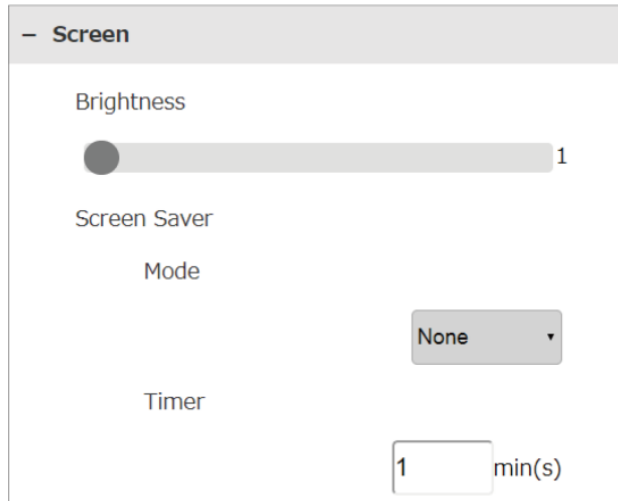 − Screen
Brightness
1
Screen Saver
Mode
None
Timer
1 min(s)